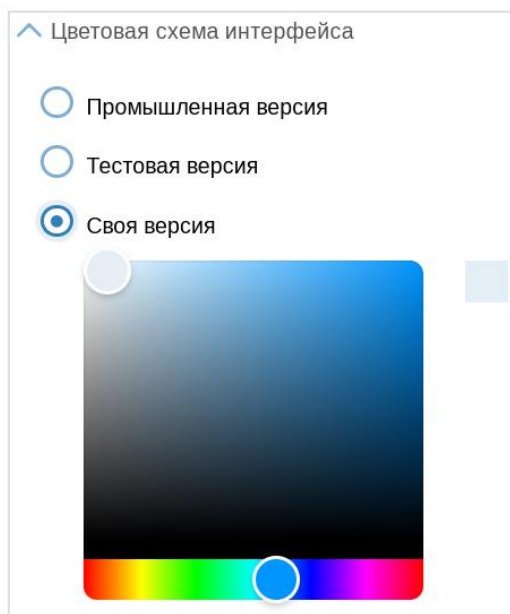 Цветовая схема интерфейса
Промышленная версия
Тестовая версия
Своя версия